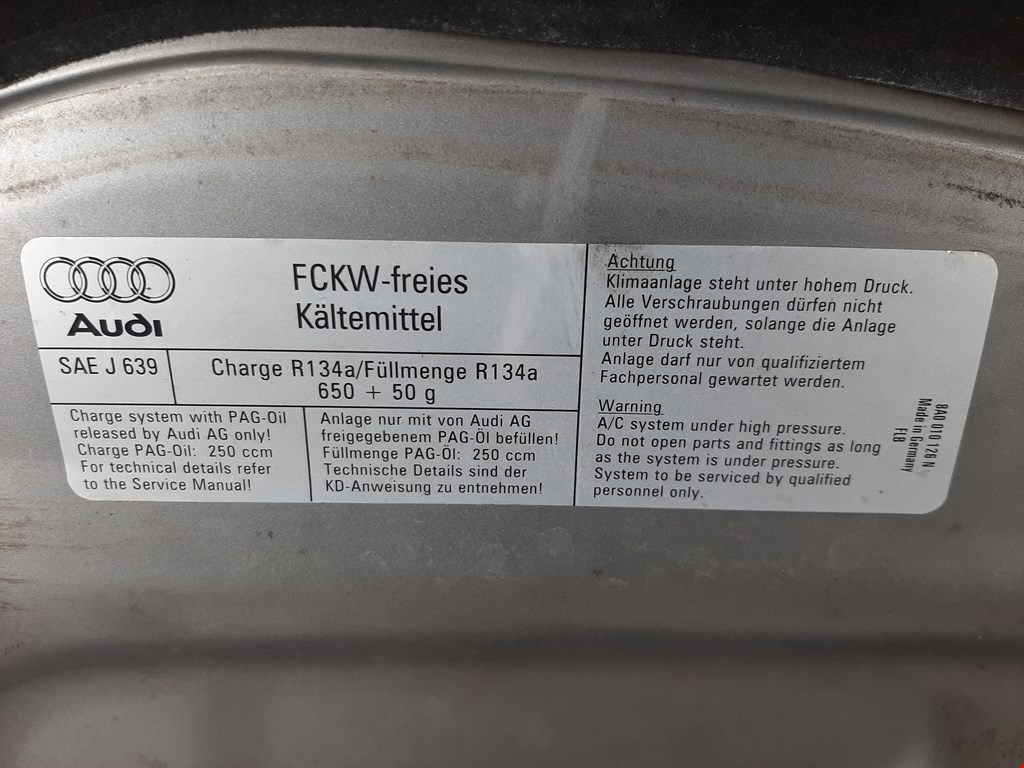 Audi
FCKW-freies
Kältemittel
SAE J 639
Charge R134a/Füllmenge R134a
650 + 50 g
Charge system with PAG-Oil
released by Audi AG only!
Charge PAG-Oil: 250 ccm
For technical details refer
to the Service Manual!
Anlage nur mit von Audi AG
freigegebenem PAG-Öl befüllen!
Füllmenge PAG-Öl: 250 ccm
Technische Details sind der
KD-Anweisung zu entnehmen!
Achtung
Klimaanlage steht unter hohem Druck.
Alle Verschraubungen dürfen nicht
geöffnet werden, solange die Anlage
unter Druck steht.
Anlage darf nur von qualifiziertem
Fachpersonal gewartet werden.
Warning
A/C system under high pressure.
Do not open parts and fittings as long
as the system is under pressure.
System to be serviced by qualified
personnel only.
8A0 010 126 N
Made in Germany
FLB